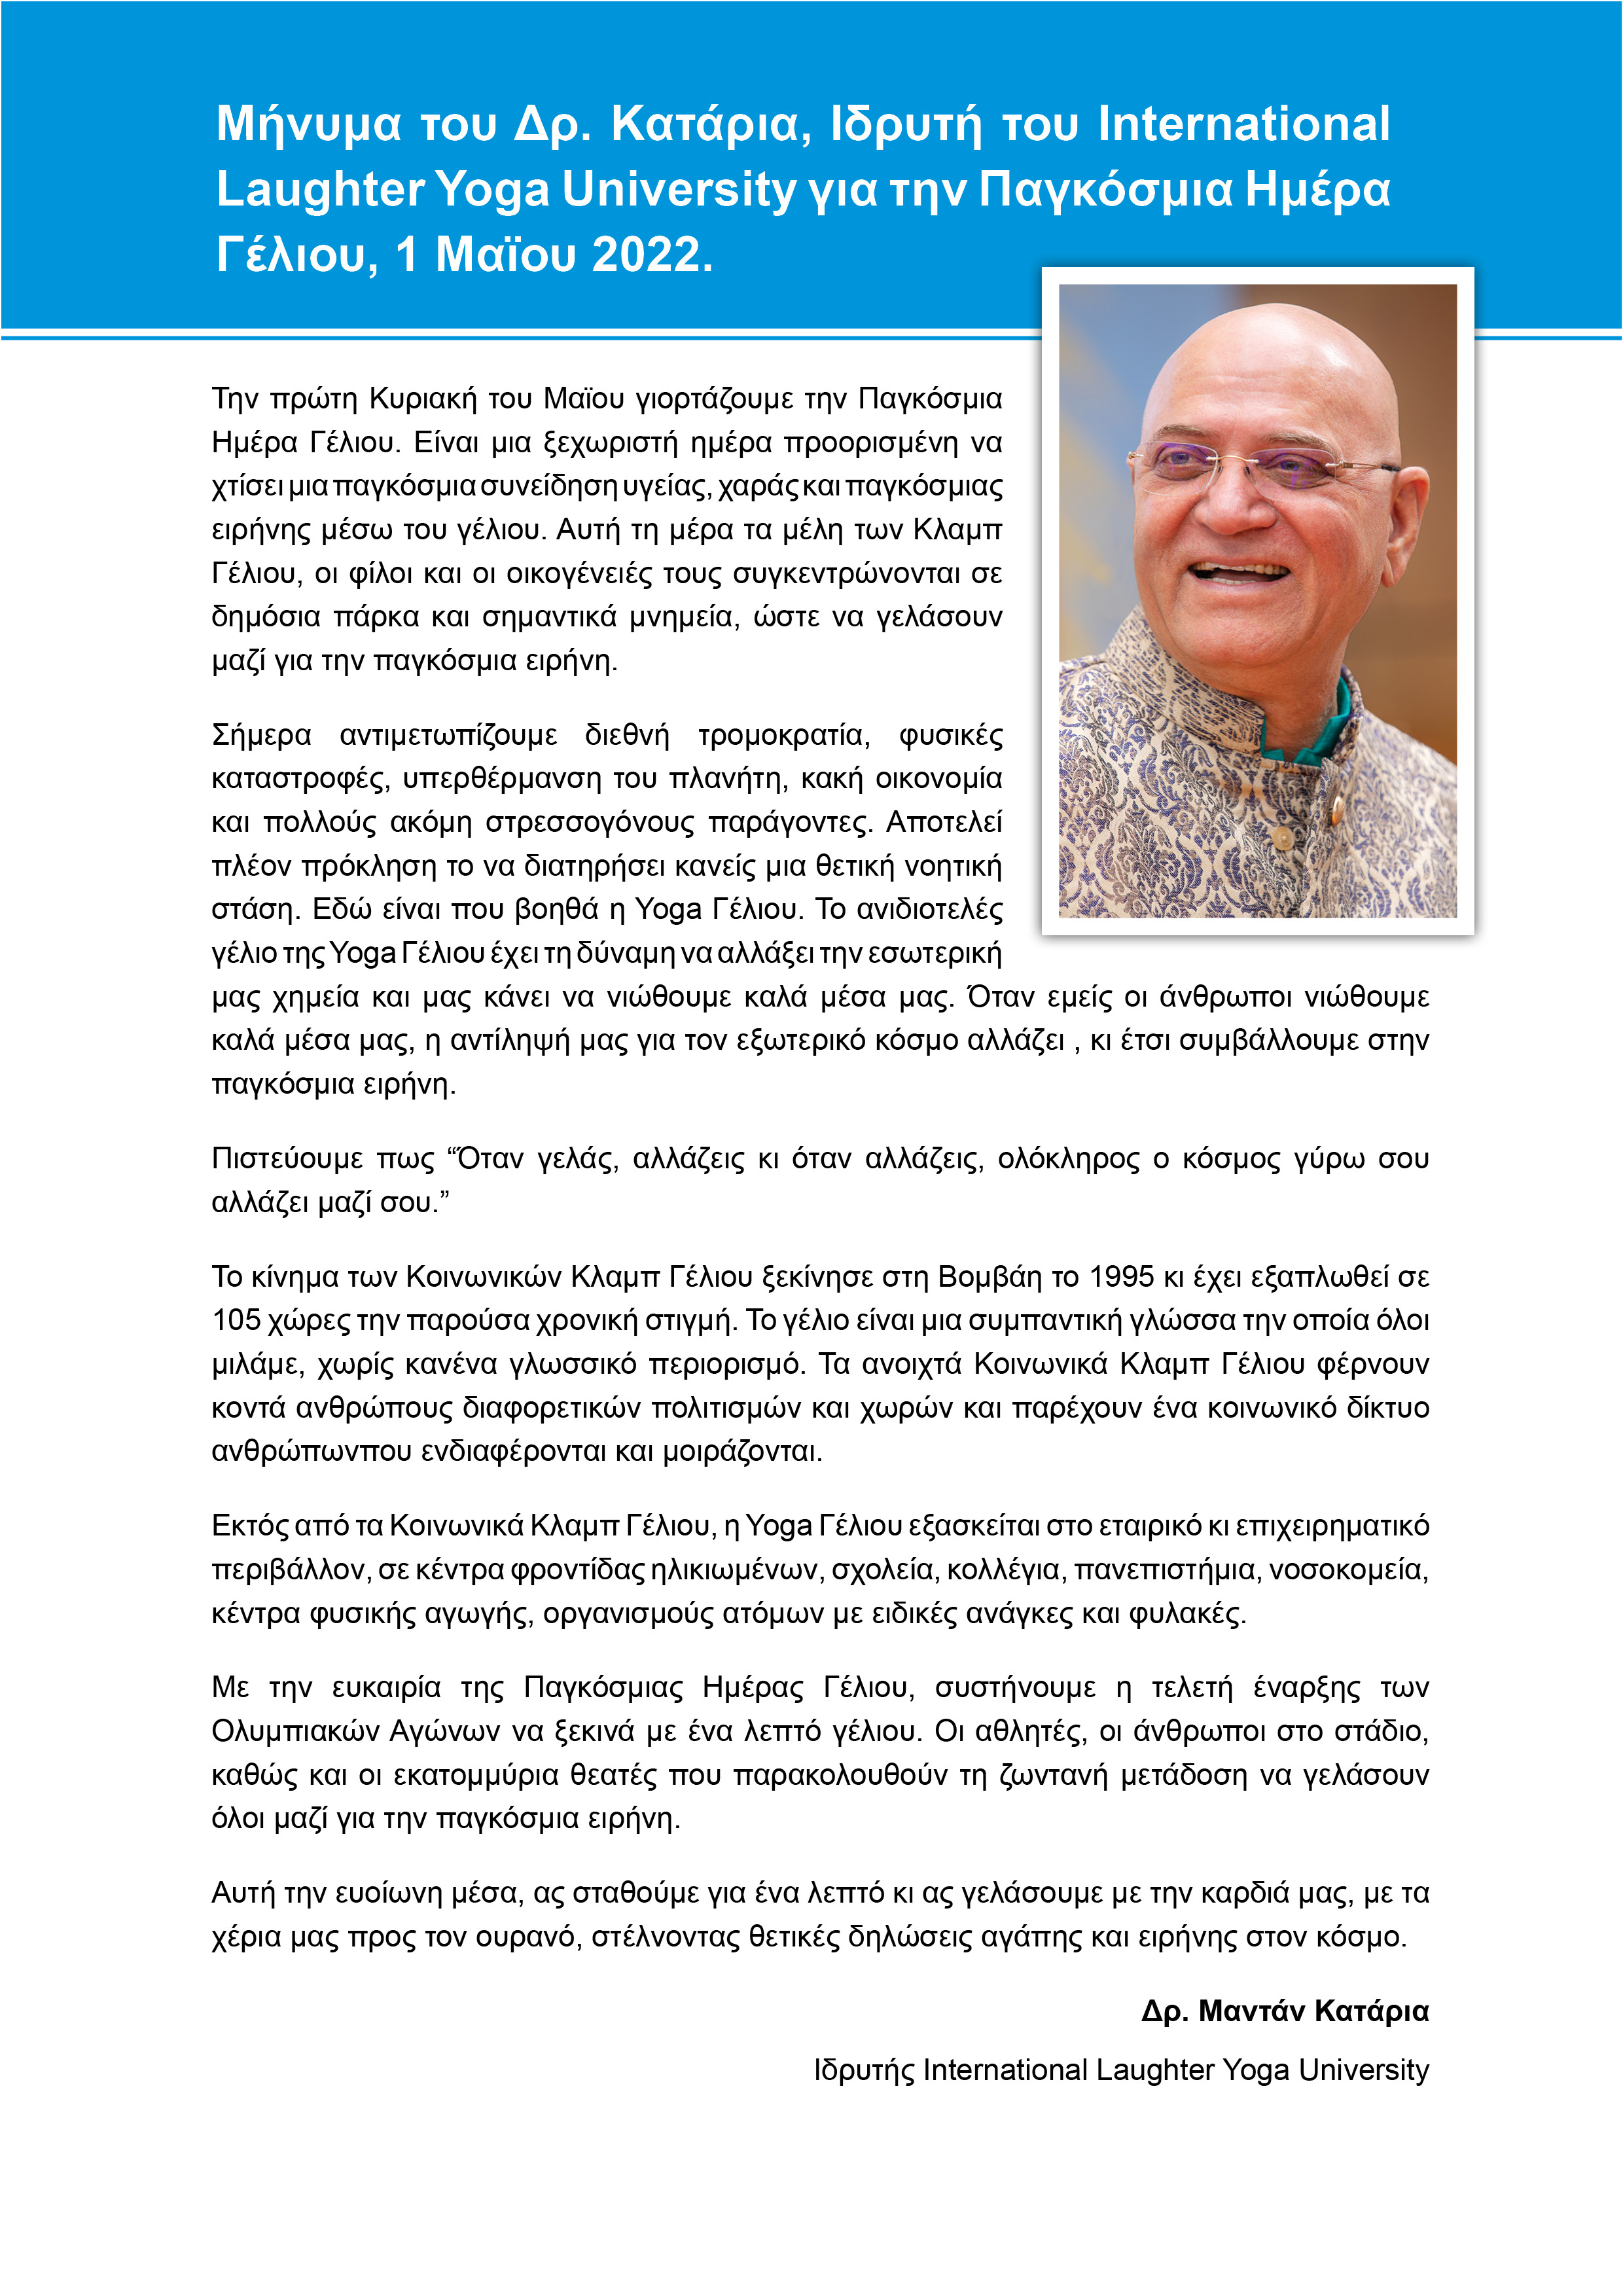 Μήνυμα του Δρ. Κατάρια, Ιδρυτή του International
Laughter Yoga University για την Παγκόσμια Ημέρα
Γέλιου, 1 Μαΐου 2022.
Την πρώτη Κυριακή του Μαΐου γιορτάζουμε την Παγκόσμια
Ημέρα Γέλιου. Είναι μια ξεχωριστή ημέρα προορισμένη να
χτίσει μια παγκόσμια συνείδηση υγείας, χαράς και παγκόσμιας
ειρήνης μέσω του γέλιου. Αυτή τη μέρα τα μέλη των Κλαμπ
Γέλιου, οι φίλοι και οι οικογένειές τους συγκεντρώνονται σε
δημόσια πάρκα και σημαντικά μνημεία, ώστε να γελάσουν
μαζί για την παγκόσμια ειρήνη.
Σήμερα αντιμετωπίζουμε διεθνή τρομοκρατία, φυσικές
καταστροφές, υπερθέρμανση του πλανήτη, κακή οικονομία
και πολλούς ακόμη στρεσσογόνους παράγοντες. Αποτελεί
πλέον πρόκληση το να διατηρήσει κανείς μια θετική νοητική
στάση. Εδώ είναι που βοηθά η Yoga Γέλιου. Το ανιδιοτελές
γέλιο της Yoga Γέλιου έχει τη δύναμη να αλλάξει την εσωτερική
μας χημεία και μας κάνει να νιώθουμε καλά μέσα μας. Όταν εμείς οι άνθρωποι νιώθουμε
καλά μέσα μας, η αντίληψή μας για τον εξωτερικό κόσμο αλλάζει , κι έτσι συμβάλλουμε στην
παγκόσμια ειρήνη.
Πιστεύουμε πως “Όταν γελάς, αλλάζεις κι όταν αλλάζεις, ολόκληρος ο κόσμος γύρω σου
αλλάζει μαζί σου.”
Το κίνημα των Κοινωνικών Κλαμπ Γέλιου ξεκίνησε στη Βομβάη το 1995 κι έχει εξαπλωθεί σε
105 χώρες την παρούσα χρονική στιγμή. Το γέλιο είναι μια συμπαντική γλώσσα την οποία όλοι
μιλάμε, χωρίς κανένα γλωσσικό περιορισμό. Τα ανοιχτά Κοινωνικά Κλαμπ Γέλιου φέρνουν
κοντά ανθρώπους διαφορετικών πολιτισμών και χωρών και παρέχουν ένα κοινωνικό δίκτυο
ανθρώπωνπου ενδιαφέρονται και μοιράζονται.
Εκτός από τα Κοινωνικά Κλαμπ Γέλιου, η Yoga Γέλιου εξασκείται στο εταιρικό κι επιχειρηματικό
περιβάλλον, σε κέντρα φροντίδας ηλικιωμένων, σχολεία, κολλέγια, πανεπιστήμια, νοσοκομεία,
κέντρα φυσικής αγωγής, οργανισμούς ατόμων με ειδικές ανάγκες και φυλακές.
Με την ευκαιρία της Παγκόσμιας Ημέρας Γέλιου, συστήνουμε η τελετή έναρξης των
Ολυμπιακών Αγώνων να ξεκινά με ένα λεπτό γέλιου. Οι αθλητές, οι άνθρωποι στο στάδιο,
καθώς και οι εκατομμύρια θεατές που παρακολουθούν τη ζωντανή μετάδοση να γελάσουν
όλοι μαζί για την παγκόσμια ειρήνη.
Αυτή την ευοίωνη μέσα, ας σταθούμε για ένα λεπτό κι ας γελάσουμε με την καρδιά μας, με τα
χέρια μας προς τον ουρανό, στέλνοντας θετικές δηλώσεις αγάπης και ειρήνης στον κόσμο.
Δρ. Μαντάν Κατάρια
Ιδρυτής International Laughter Yoga University